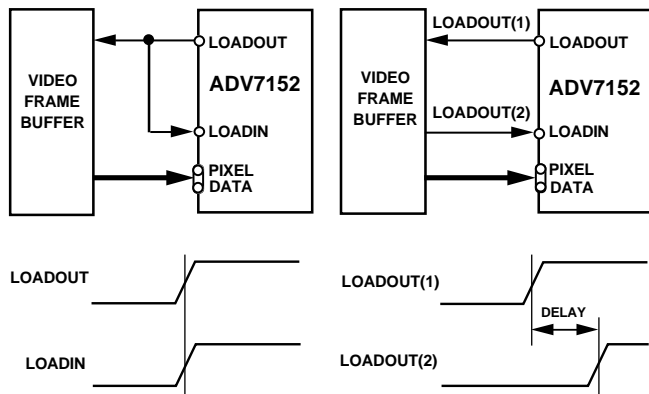 LOADOUT
ADV7152
VIDEO
FRAME
BUFFER
LOADIN
PIXEL
DATA
LOADOUT(1)
LOADOUT
ADV7152
VIDEO
FRAME
BUFFER
LOADOUT(2)
LOADIN
PIXEL
DATA
LOADOUT
LOADIN
LOADOUT(1)
DELAY
LOADOUT(2)